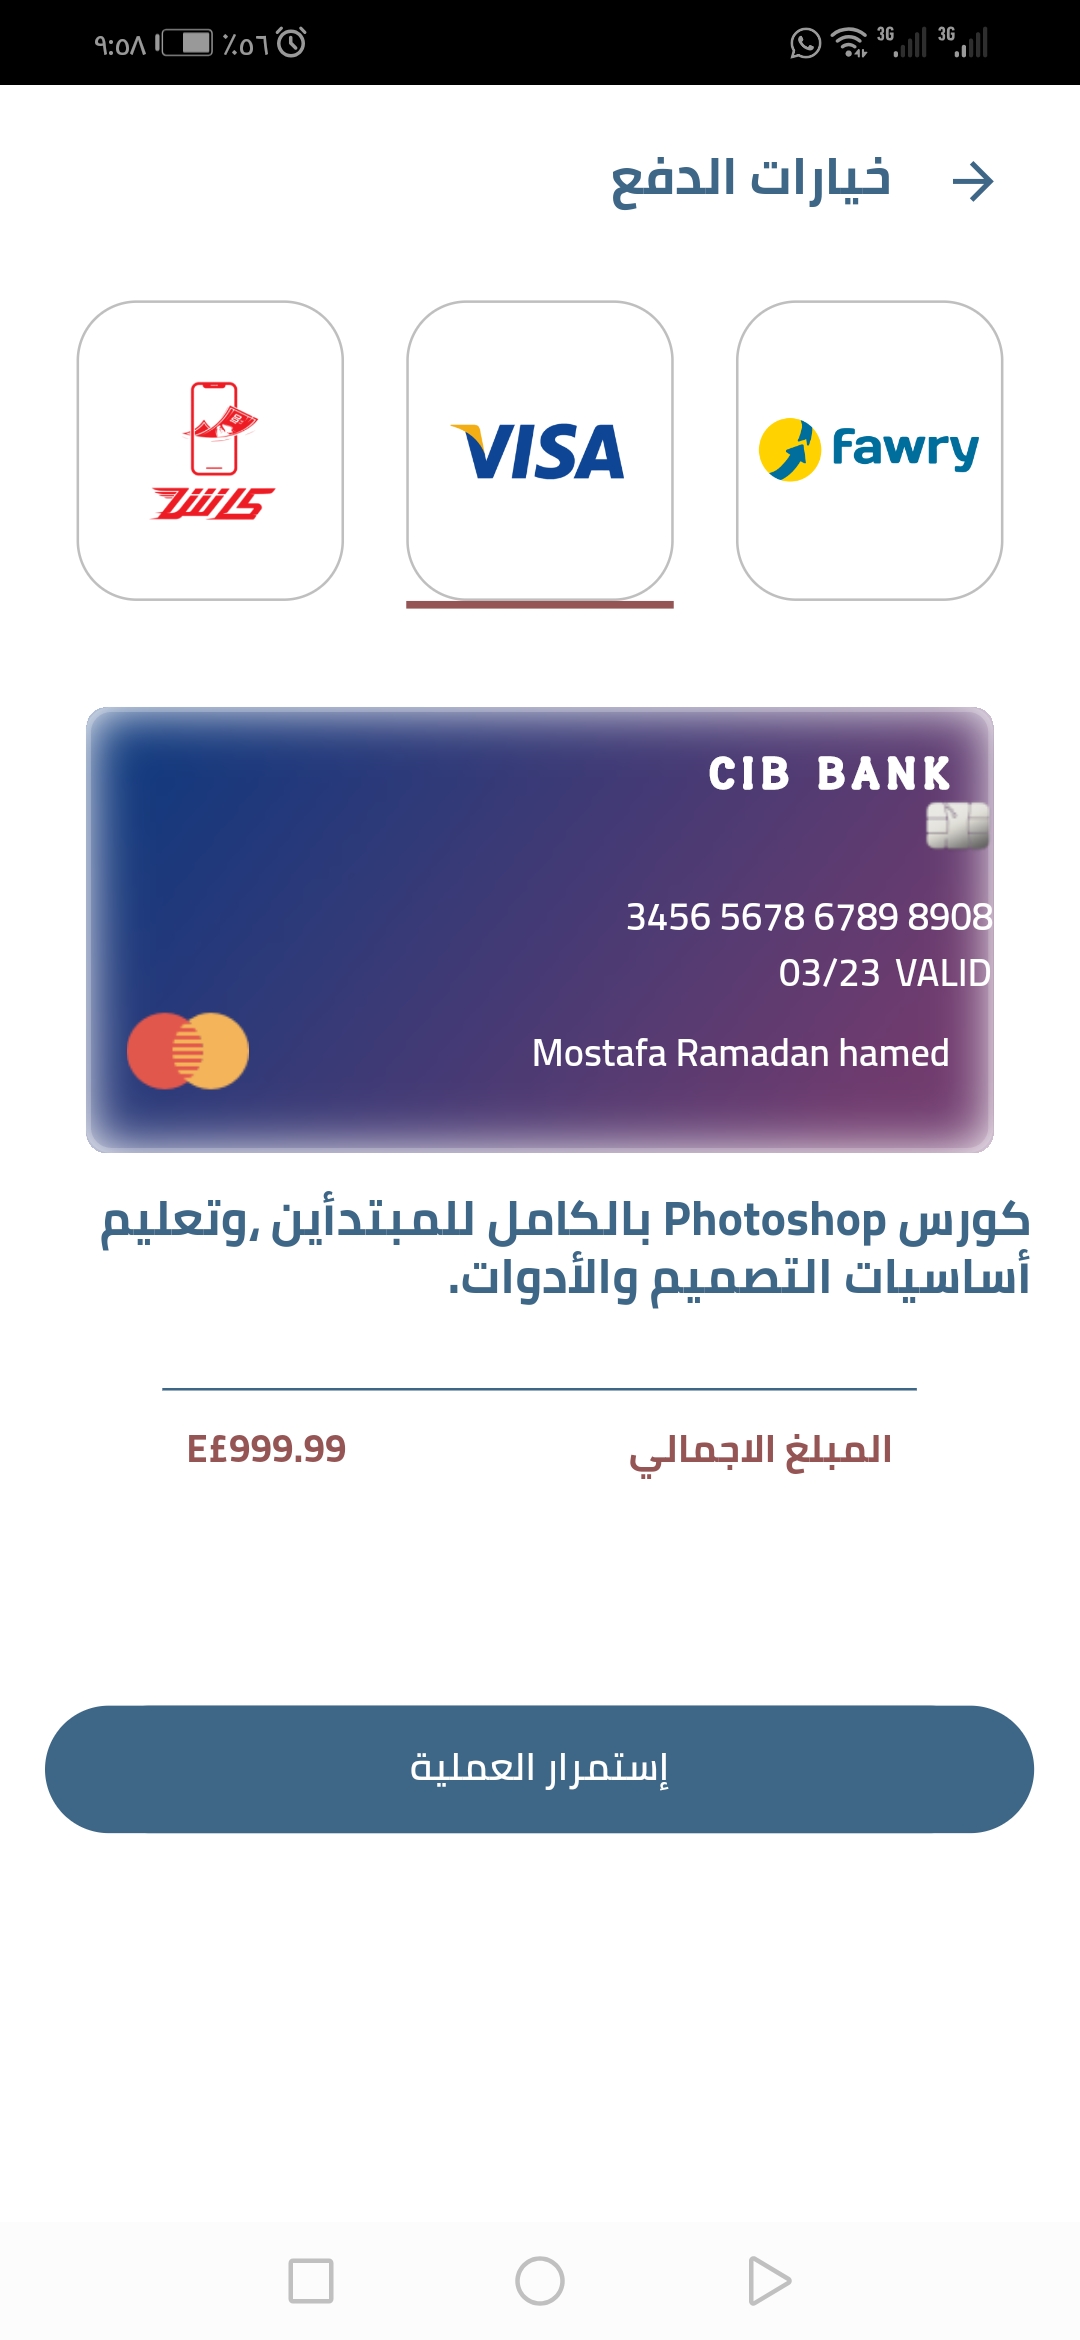 ٩:٥٨ ٪٥٦ 3G 3G
خيارات الدفع
fawry
VISA
كاش
CIB BANK
3456 5678 6789 8908
03/23 VALID
Mostafa Ramadan hamed
كورس Photoshop بالكامل للمبتدأين ,وتعليم
أساسيات التصميم والأدوات.
المبلغ الاجمالي E£999.99
إستمرار العملية